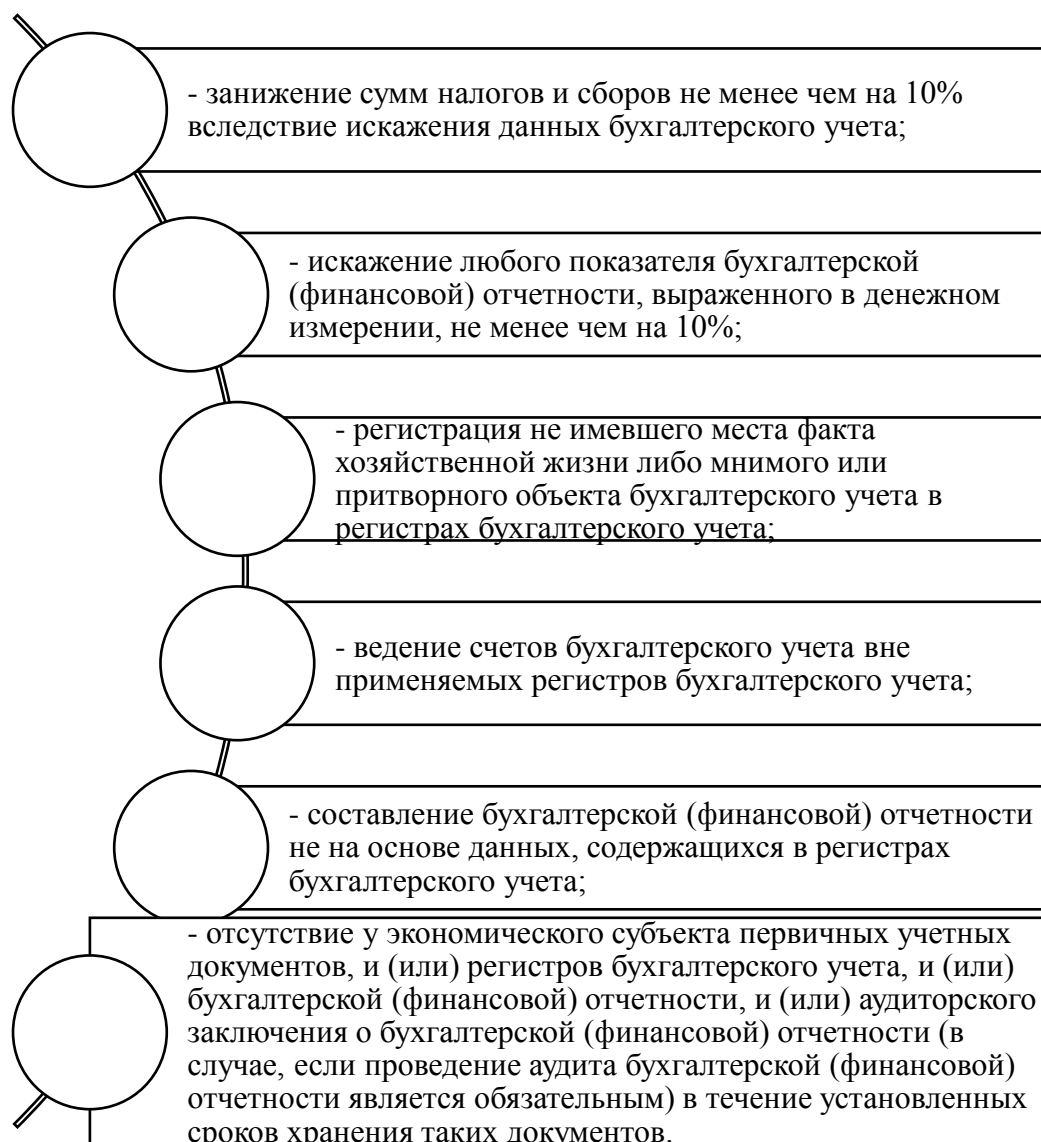 - занижение сумм налогов и сборов не менее чем на 10%
вследствие искажения данных бухгалтерского учета;
- искажение любого показателя бухгалтерской
(финансовой) отчетности, выраженного в денежном
измерении, не менее чем на 10%;
- регистрация не имевшего места факта
хозяйственной жизни либо мнимого или
притворного объекта бухгалтерского учета в
регистрах бухгалтерского учета;
- ведение счетов бухгалтерского учета вне
применяемых регистров бухгалтерского учета;
- составление бухгалтерской (финансовой) отчетности
не на основе данных, содержащихся в регистрах
бухгалтерского учета;
- отсутствие у экономического субъекта первичных учетных
документов, и (или) регистров бухгалтерского учета, и (или)
бухгалтерской (финансовой) отчетности, и (или) аудиторского
заключения о бухгалтерской (финансовой) отчетности (в
случае, если проведение аудита бухгалтерской (финансовой)
отчетности является обязательным) в течение установленных
сроков хранения таких документов.